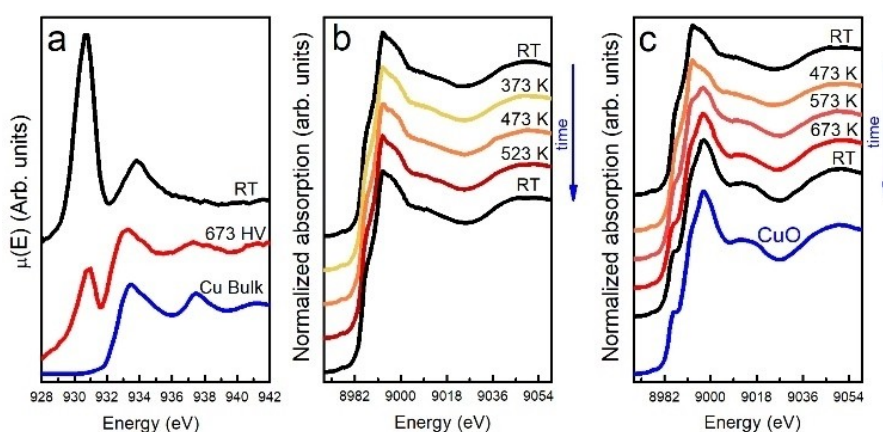 a
μ(E) (Arb. units)
RT
673 HV
Cu Bulk
928 930 932 934 936 938 940 942
Energy (eV)
b
Normalized absorption (arb. units)
RT
373 K
473 K
523 K
RT
time
8982 9000 9018 9036 9054
Energy (eV)
c
Normalized absorption (arb. units)
RT
473 K
573 K
673 K
RT
CuO
time
8982 9000 9018 9036 9054
Energy (eV)